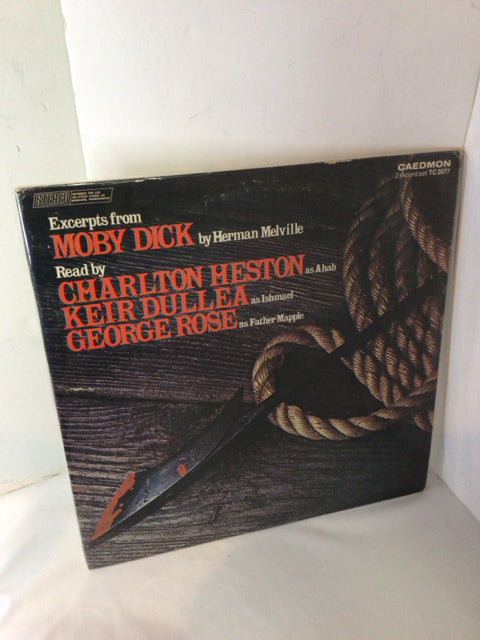 STEREO
CAEDMON
2 record set TC 2077
Excerpts from
MOBY DICK by Herman Melville
Read by
CHARLTON HESTON as Ahab
KEIR DULLEA as Ishmael
GEORGE ROSE as Father Mapple